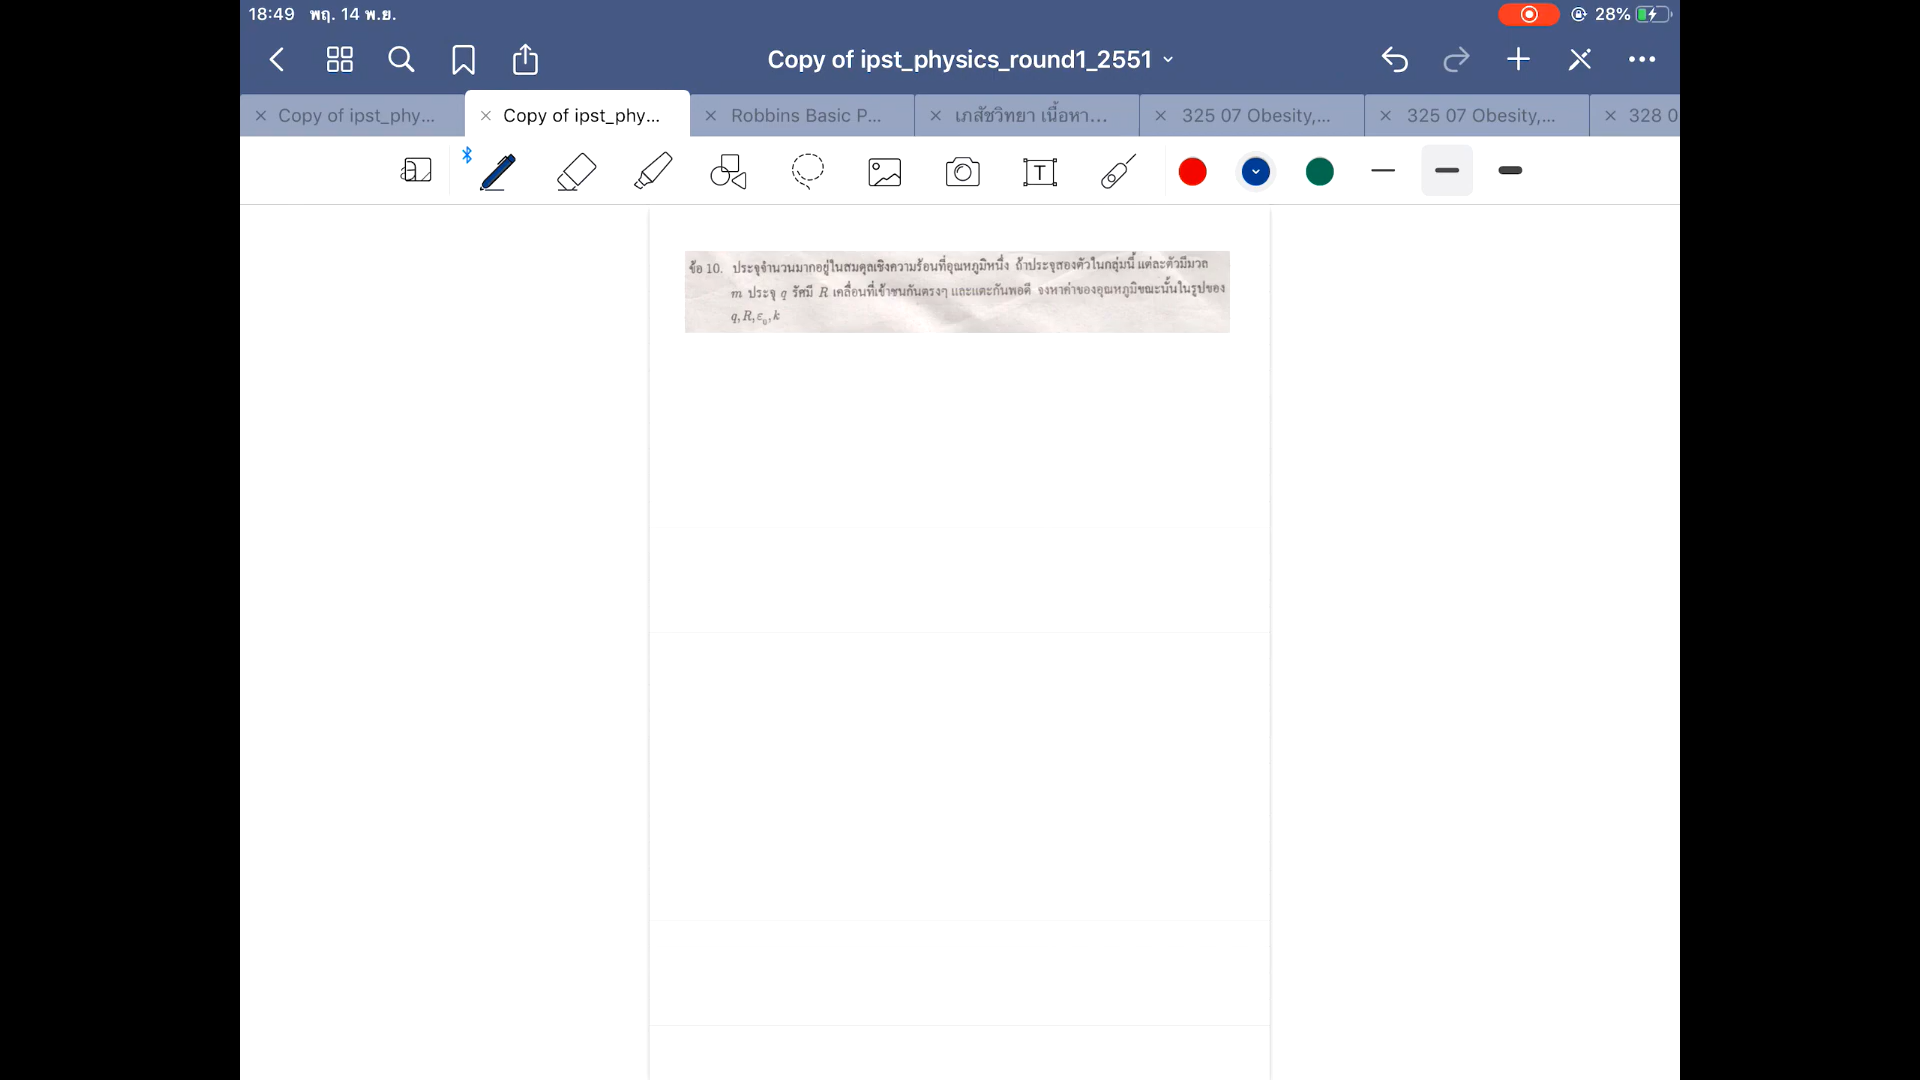 18:49 พฤ. 14 พ.ย.
28%
Copy of ipst_physics_round1_2551
Copy of ipst_phy...
Copy of ipst_phy...
Robbins Basic P...
เภสัชวิทยา เนื้อหา...
325 07 Obesity,...
325 07 Obesity,...
328 0
ข้อ 10. ประจุจำนวนมากอยู่ในสมดุลเชิงความร้อนที่อุณหภูมิหนึ่ง ถ้าประจุสองตัวในกลุ่มนี้ แต่ละตัวมีมวล
m ประจุ q รัศมี R เคลื่อนที่เข้าชนกันตรงๆ และแตะกันพอดี จงหาค่าของอุณหภูมิขณะนั้นในรูปของ
q, R, ε₀, k